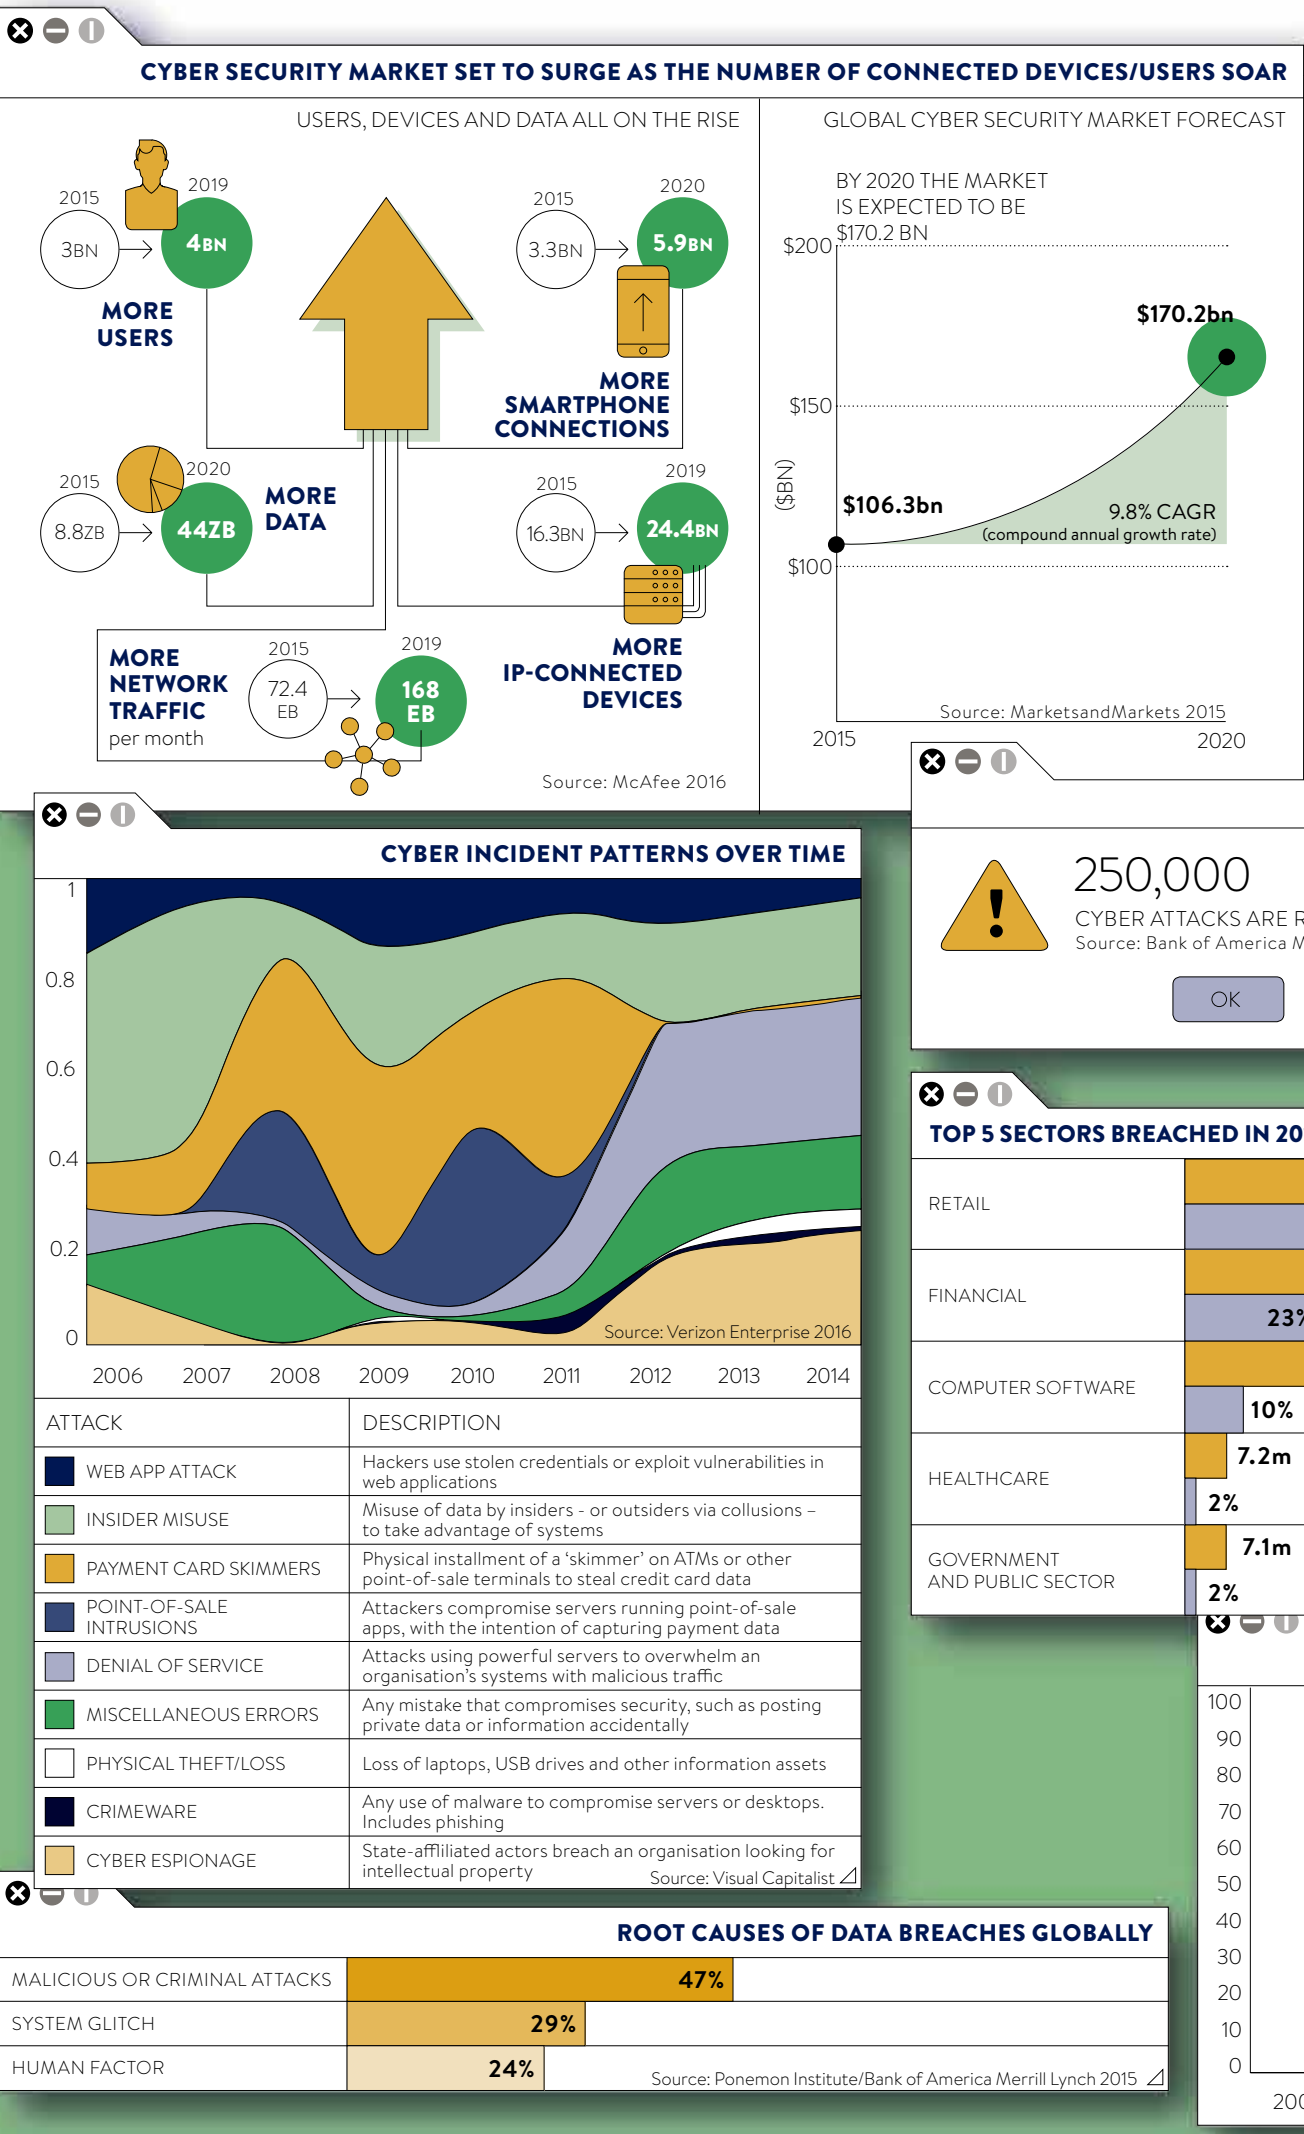 CYBER SECURITY MARKET SET TO SURGE AS THE NUMBER OF CONNECTED DEVICES/USERS SOAR
USERS, DEVICES AND DATA ALL ON THE RISE
2015
2019
3BN
4BN
MORE
USERS
2015
2020
3.3BN
5.9BN
MORE
SMARTPHONE
CONNECTIONS
2015
2020
8.8ZB
44ZB
MORE
DATA
2015
2019
16.3BN
24.4BN
MORE
IP-CONNECTED
DEVICES
MORE
NETWORK
TRAFFIC
per month
2015
2019
72.4
EB
168
EB
Source: McAfee 2016
GLOBAL CYBER SECURITY MARKET FORECAST
BY 2020 THE MARKET
IS EXPECTED TO BE
$170.2 BN
$200
$150
$100
($BN)
$170.2bn
$106.3bn
9.8% CAGR
(compound annual growth rate)
Source: MarketsandMarkets 2015
2015
2020
250,000
CYBER ATTACKS ARE R
Source: Bank of America M
OK
CYBER INCIDENT PATTERNS OVER TIME
1
0.8
0.6
0.4
0.2
0
Source: Verizon Enterprise 2016
2006 2007 2008 2009 2010 2011 2012 2013 2014
ATTACK
DESCRIPTION
WEB APP ATTACK
Hackers use stolen credentials or exploit vulnerabilities in
web applications
INSIDER MISUSE
Misuse of data by insiders - or outsiders via collusions –
to take advantage of systems
PAYMENT CARD SKIMMERS
Physical installment of a ‘skimmer’ on ATMs or other
point-of-sale terminals to steal credit card data
POINT-OF-SALE
INTRUSIONS
Attackers compromise servers running point-of-sale
apps, with the intention of capturing payment data
DENIAL OF SERVICE
Attacks using powerful servers to overwhelm an
organisation’s systems with malicious traffic
MISCELLANEOUS ERRORS
Any mistake that compromises security, such as posting
private data or information accidentally
PHYSICAL THEFT/LOSS
Loss of laptops, USB drives and other information assets
CRIMEWARE
Any use of malware to compromise servers or desktops.
Includes phishing
CYBER ESPIONAGE
State-affliliated actors breach an organisation looking for
intellectual property
Source: Visual Capitalist
TOP 5 SECTORS BREACHED IN 20
RETAIL
FINANCIAL
23%
COMPUTER SOFTWARE
10%
HEALTHCARE
7.2m
2%
GOVERNMENT
AND PUBLIC SECTOR
7.1m
2%
100
90
80
70
60
50
40
30
20
10
0
200
ROOT CAUSES OF DATA BREACHES GLOBALLY
MALICIOUS OR CRIMINAL ATTACKS
47%
SYSTEM GLITCH
29%
HUMAN FACTOR
24%
Source: Ponemon Institute/Bank of America Merrill Lynch 2015